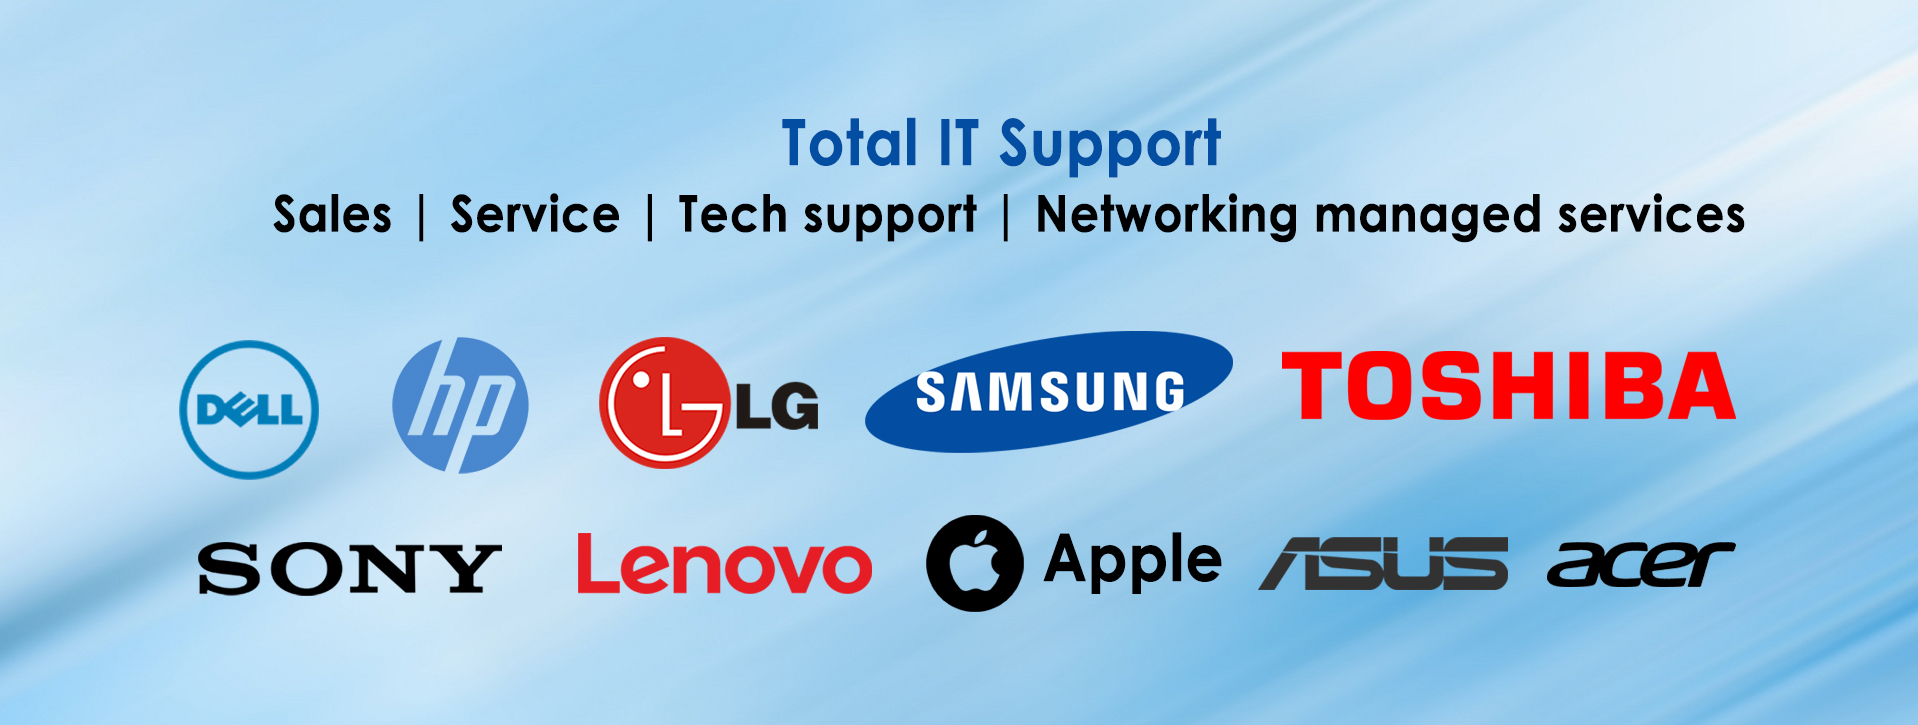 Total IT Support
Sales | Service | Tech support | Networking managed services
DELL hp LG LG SAMSUNG TOSHIBA
SONY Lenovo Apple ASUS acer